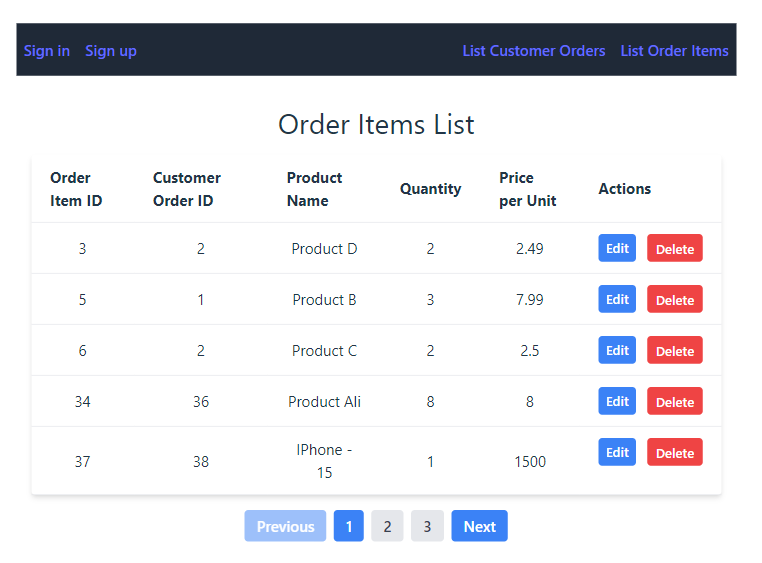 Sign in Sign up List Customer Orders List Order Items
Order Items List
Order Item ID Customer Order ID Product Name Quantity Price per Unit Actions
3 2 Product D 2 2.49 Edit Delete
5 1 Product B 3 7.99 Edit Delete
6 2 Product C 2 2.5 Edit Delete
34 36 Product Ali 8 8 Edit Delete
37 38 IPhone - 15 1 1500 Edit Delete
Previous 1 2 3 Next